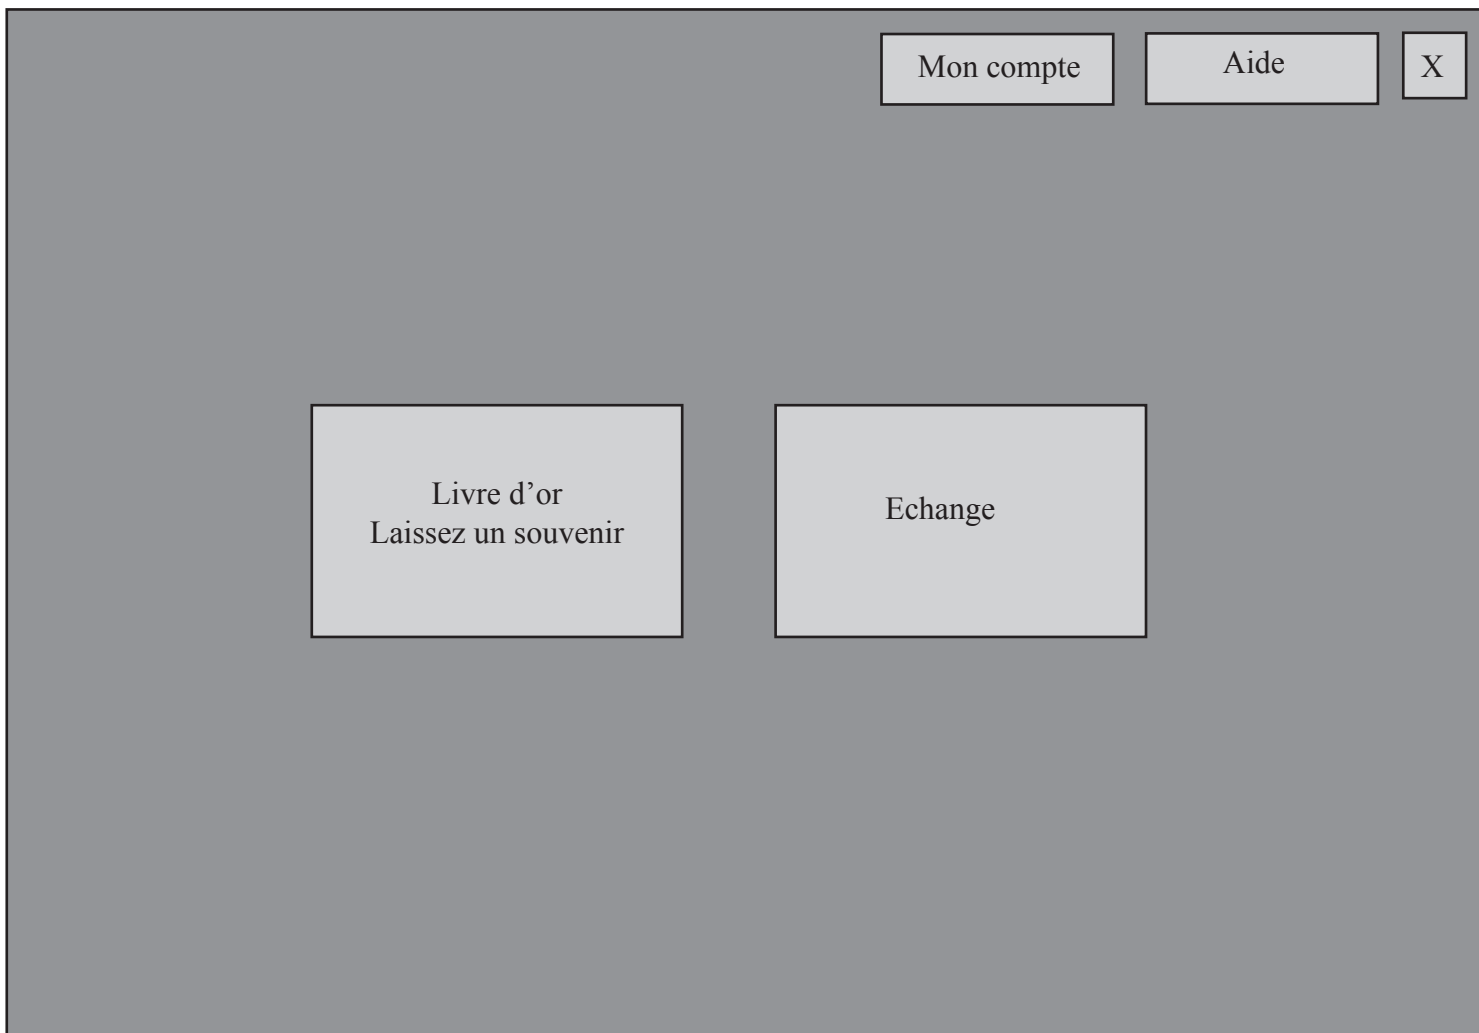 Mon compte
Aide
X
Livre d’or
Laissez un souvenir
Echange